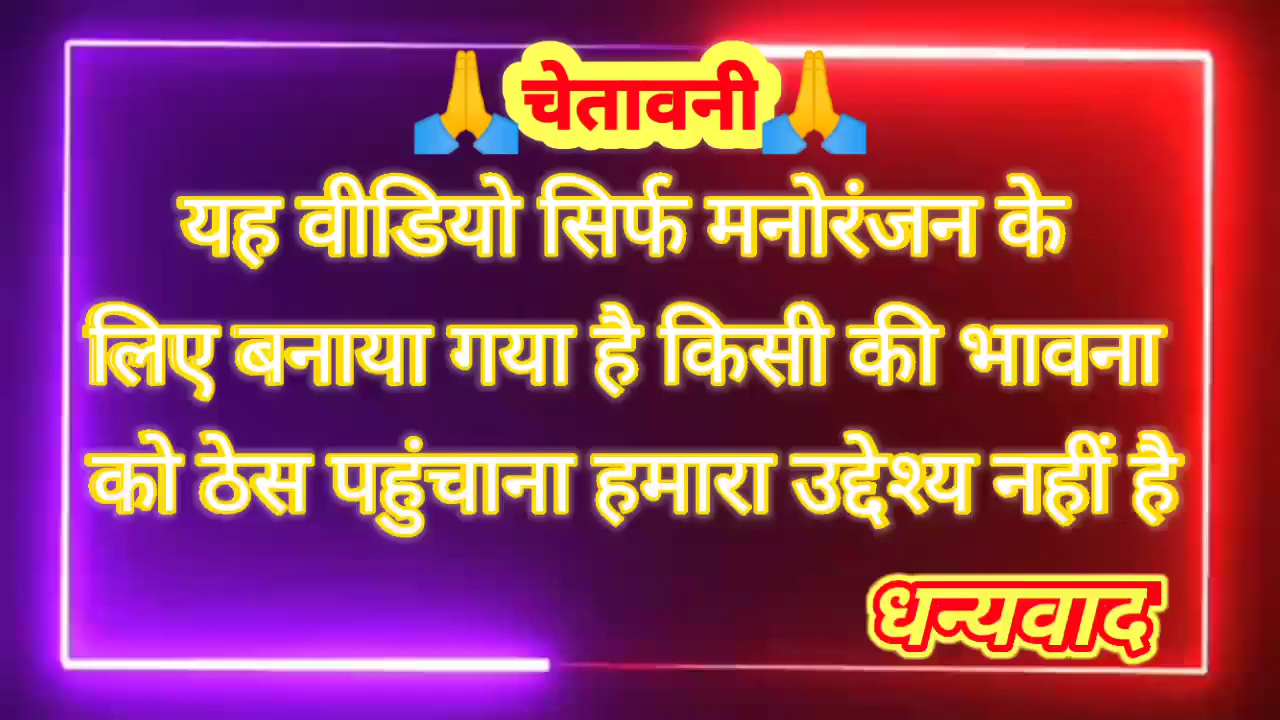 🙏चेतावनी🙏
यह वीडियो सिर्फ मनोरंजन के
लिए बनाया गया है किसी की भावना
को ठेस पहुंचाना हमारा उद्देश्य नहीं है
धन्यवाद